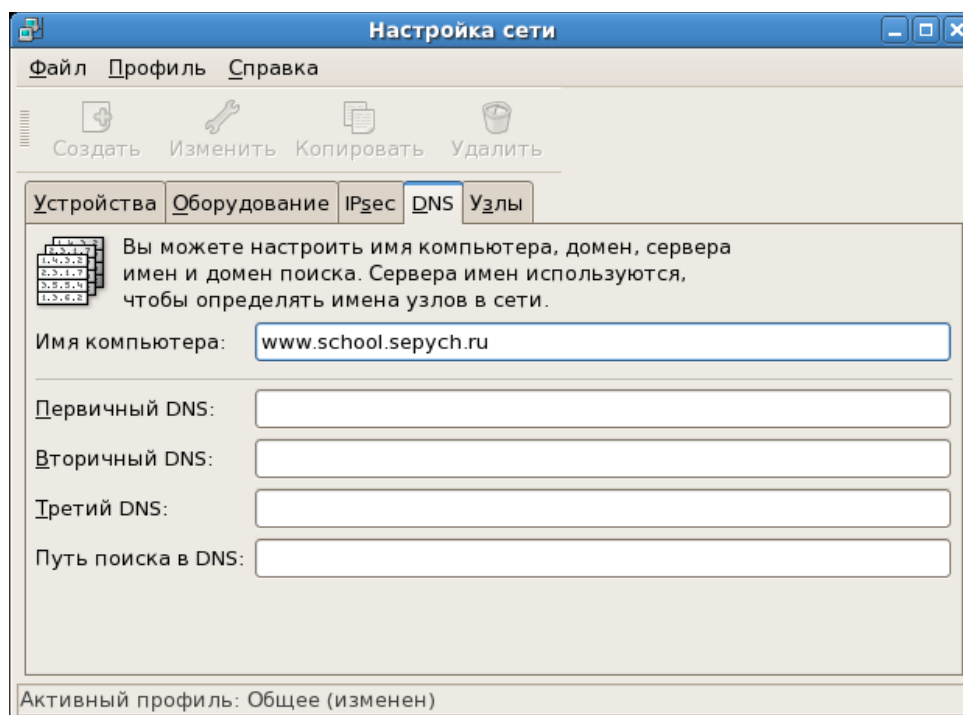 Настройка сети
Файл Профиль Справка
Создать Изменить Копировать Удалить
Устройства Оборудование IPsec DNS Узлы
Вы можете настроить имя компьютера, домен, сервера
имен и домен поиска. Сервера имен используются,
чтобы определять имена узлов в сети.
Имя компьютера: www.school.sepych.ru
Первичный DNS:
Вторичный DNS:
Третий DNS:
Путь поиска в DNS:
Активный профиль: Общее (изменен)